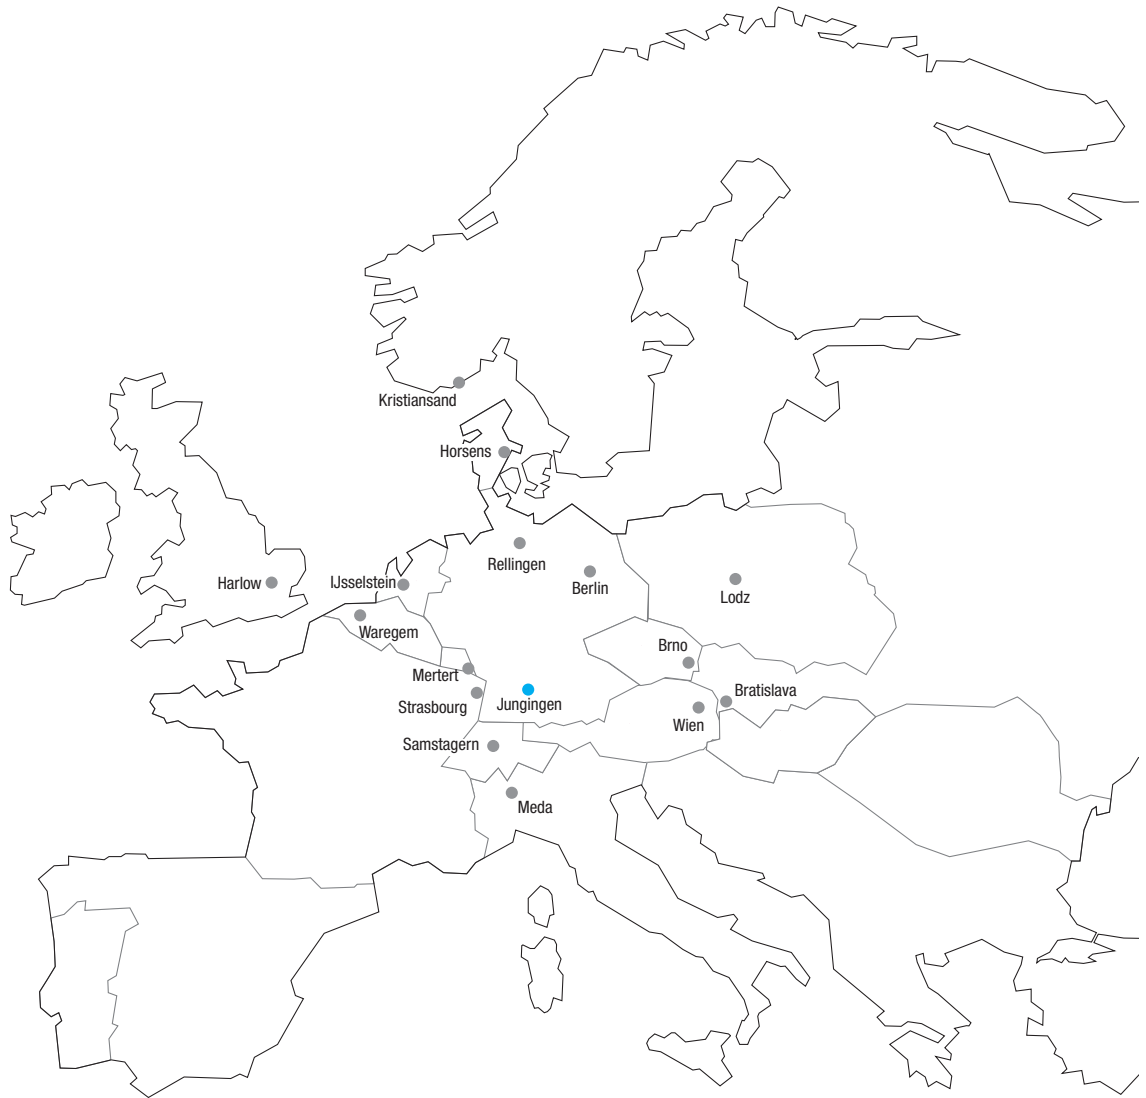 Kristiansand
Horsens
Rellingen
Berlin
Harlow
IJsselstein
Lodz
Waregem
Brno
Mertert
Strasbourg
Jungingen
Bratislava
Wien
Samstagern
Meda